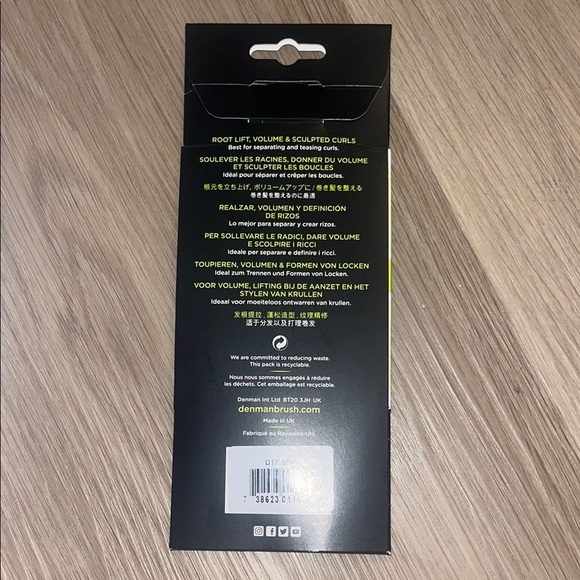 ROOT LIFT, VOLUME & SCULPTED CURLS
Best for separating and teasing curls.
SOULEVER LES RACINES, DONNER DU VOLUME
ET SCULPTER LES BOUCLES
Idéal pour séparer et crêper les boucles.
根元を立ち上げ、ボリュームアップに / 巻き髪を整える
巻き髪を整えるのに最適
REALZAR, VOLUMEN Y DEFINICIÓN
DE RIZOS
Lo mejor para separar y crear rizos.
PER SOLLEVARE LE RADICI, DARE VOLUME
E SCOLPIRE I RICCI
Ideale per separare e definire i ricci.
TOUPIEREN, VOLUMEN & FORMEN VON LOCKEN
Ideal zum Trennen und Formen von Locken.
VOOR VOLUME, LIFTING BIJ DE AANZET EN HET
STYLEN VAN KRULLEN
Ideaal voor moeiteloos ontwarren van krullen.
发根提拉，蓬松造型，纹理精修
适于分发以及打理卷发
We are committed to reducing waste.
This pack is recyclable.
Nous nous sommes engagés à réduire
les déchets. Cet emballage est recyclable.
Denman Int Ltd BT20 3JH UK
denmanbrush.com
Made in UK
Fabriqué au Royaume-Uni
D17
7 38623 0